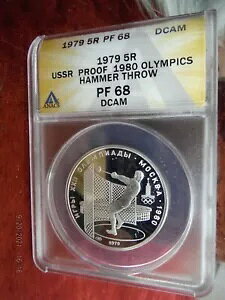 1979 5R PF 68 DCAM
1979 5R
USSR PROOF 1980 OLYMPICS
HAMMER THROW
PF 68
DCAM
ANACS
ИГРЫ XXII ОЛИМПИАДЫ • МОСКВА • 1980
1979